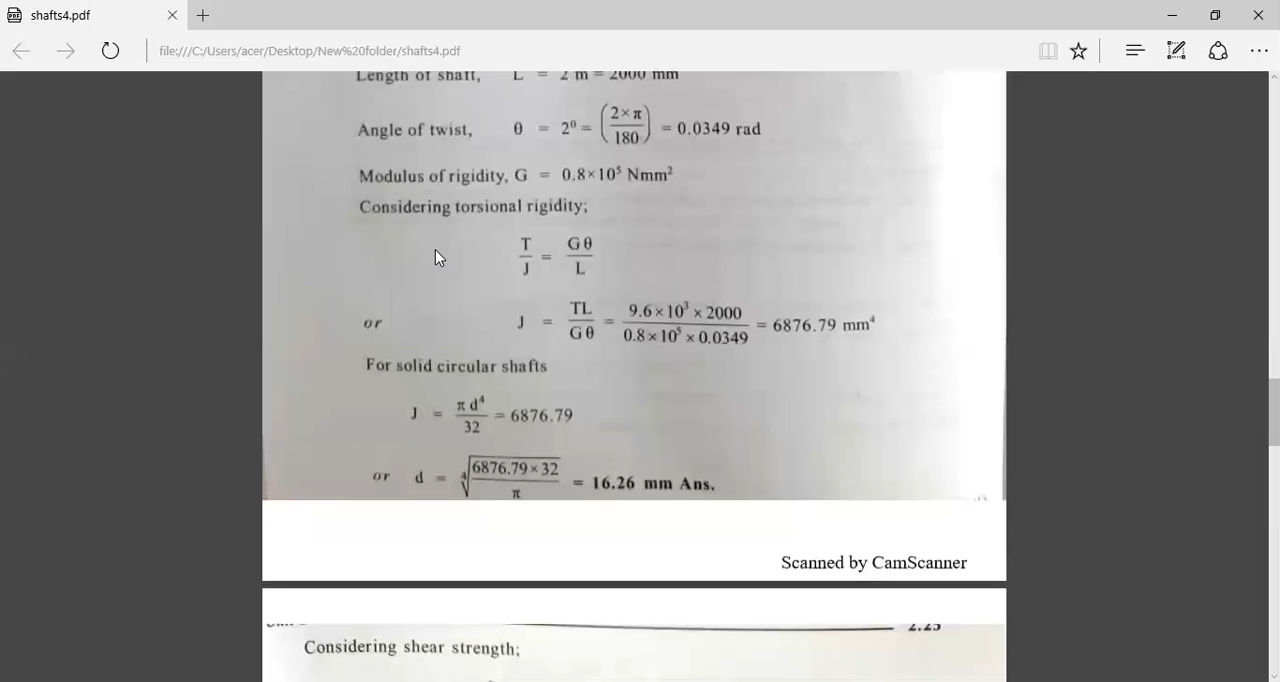 shafts4.pdf
file:///C:/Users/acer/Desktop/New%20folder/shafts4.pdf
Length of shaft, L = 2 m = 2000 mm
Angle of twist, θ = 2⁰ = (2×π/180) = 0.0349 rad
Modulus of rigidity, G = 0.8×10⁵ Nmm²
Considering torsional rigidity;
T/J = Gθ/L
or J = TL/Gθ = 9.6×10³×2000/0.8×10⁵×0.0349 = 6876.79 mm⁴
For solid circular shafts
J = πd⁴/32 = 6876.79
or d = ⁴√(6876.79×32/π) = 16.26 mm Ans.
Scanned by CamScanner
2.23
Considering shear strength;